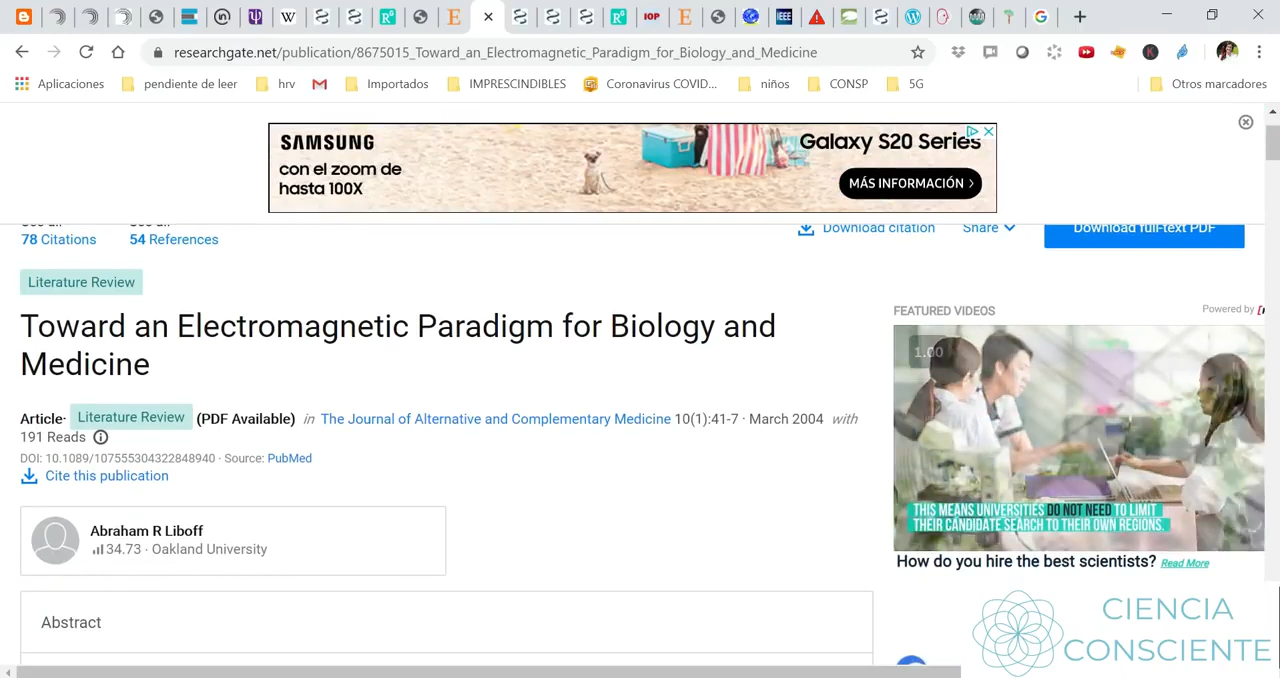 researchgate.net/publication/8675015_Toward_an_Electromagnetic_Paradigm_for_Biology_and_Medicine
Aplicaciones pendiente de leer hrv Importados IMPRESCINDIBLES Coronavirus COVID... niños CONSP 5G Otros marcadores
SAMSUNG
con el zoom de
hasta 100X
Galaxy S20 Series
MÁS INFORMACIÓN
78 Citations 54 References
Download citation Share Download full-text PDF
Literature Review
Toward an Electromagnetic Paradigm for Biology and
Medicine
Article· Literature Review (PDF Available) in The Journal of Alternative and Complementary Medicine 10(1):41-7 · March 2004 with
191 Reads
DOI: 10.1089/107555304322848940 · Source: PubMed
Cite this publication
Abraham R Liboff
34.73 · Oakland University
Abstract
FEATURED VIDEOS
Powered by
1.00
THIS MEANS UNIVERSITIES DO NOT NEED TO LIMIT
THEIR CANDIDATE SEARCH TO THEIR OWN REGIONS.
How do you hire the best scientists? Read More
CIENCIA
CONSCIENTE